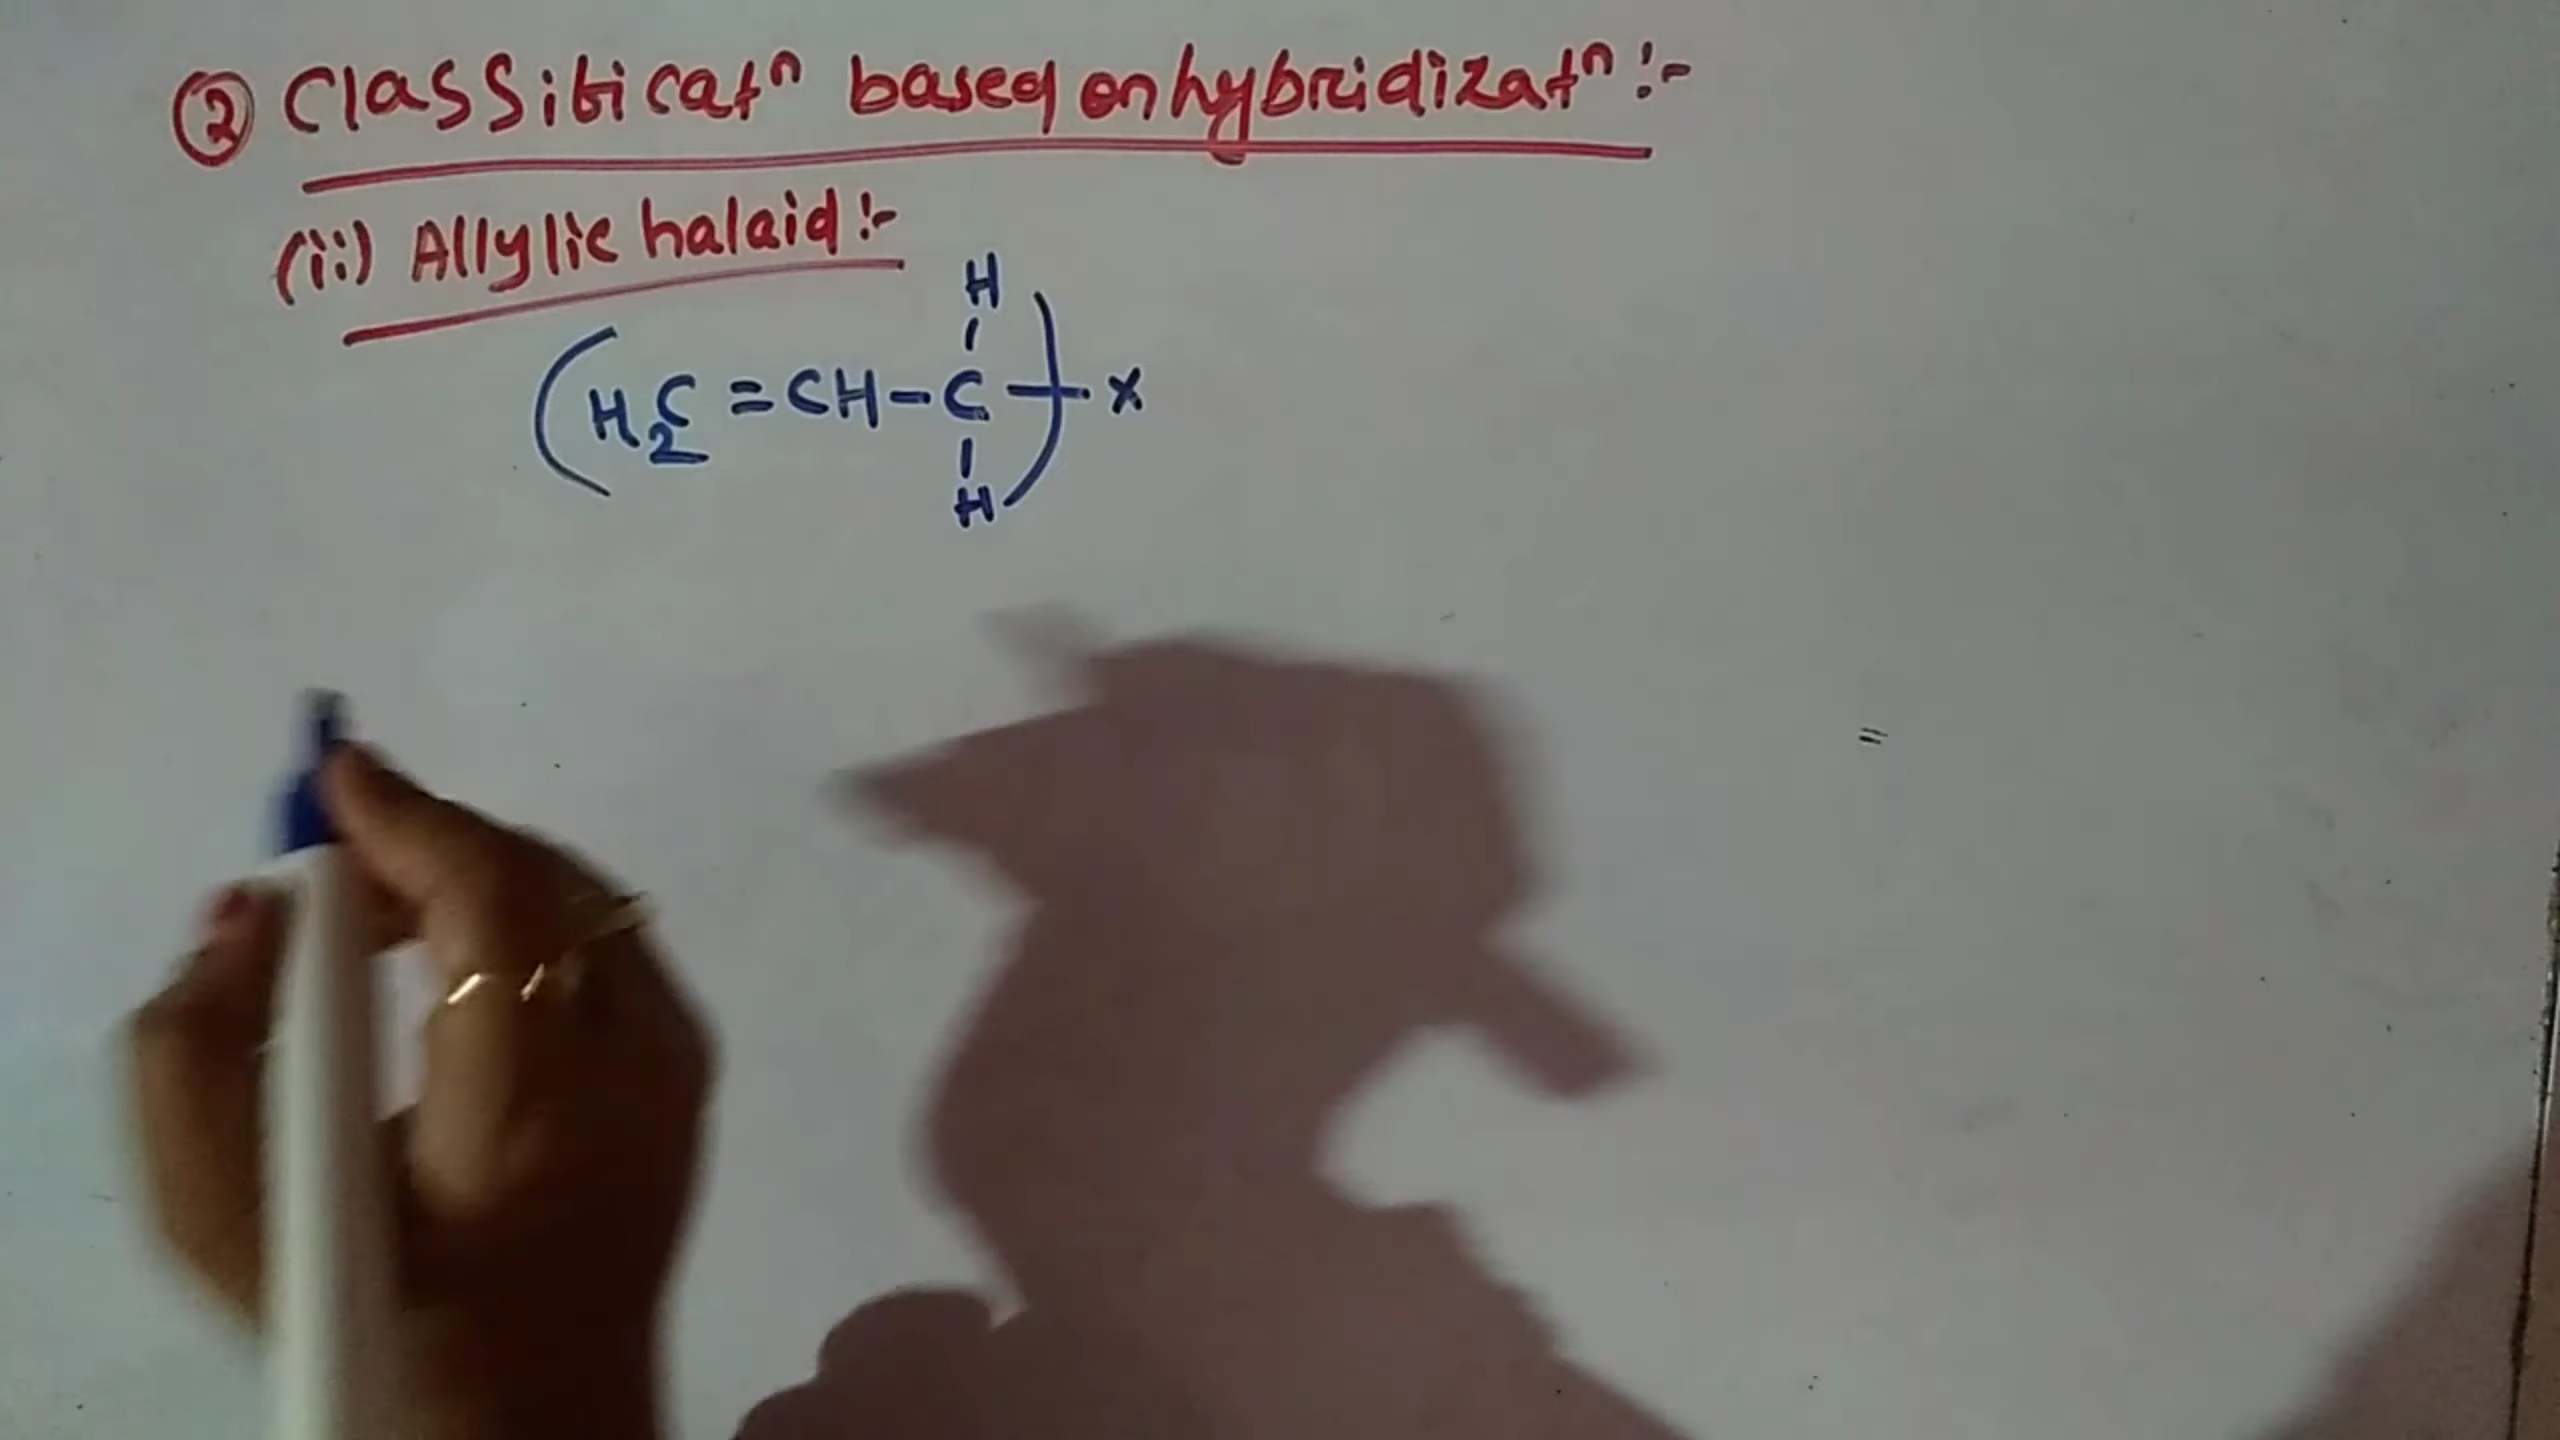 ② Classificatⁿ based on hybridizatⁿ :-
(ii) Allylic halaid :-
H
(H₂C = CH - C) - x
H
=